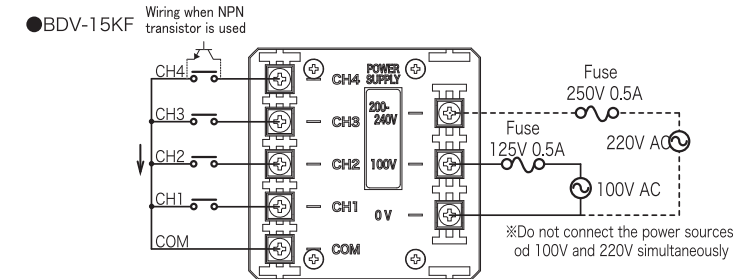 ●BDV-15KF
Wiring when NPN
transistor is used
CH4
CH3
CH2
CH1
COM
CH4
CH3
CH2
CH1
COM
POWER
SUPPLY
200-
240V
100V
0 V
Fuse
250V 0.5A
220V AC
Fuse
125V 0.5A
100V AC
※Do not connect the power sources
od 100V and 220V simultaneously